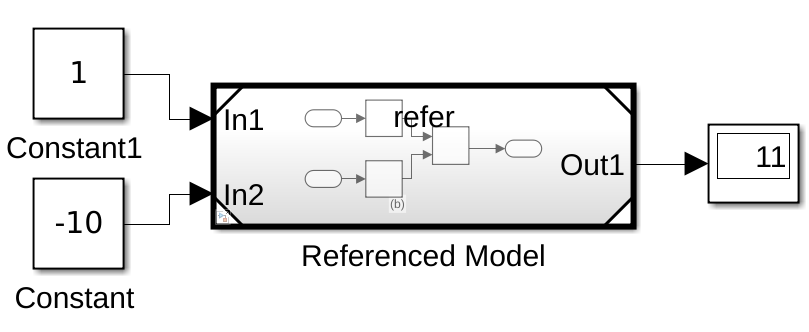 1
Constant1
-10
Constant
In1
In2
refer
(b)
Out1
Referenced Model
11